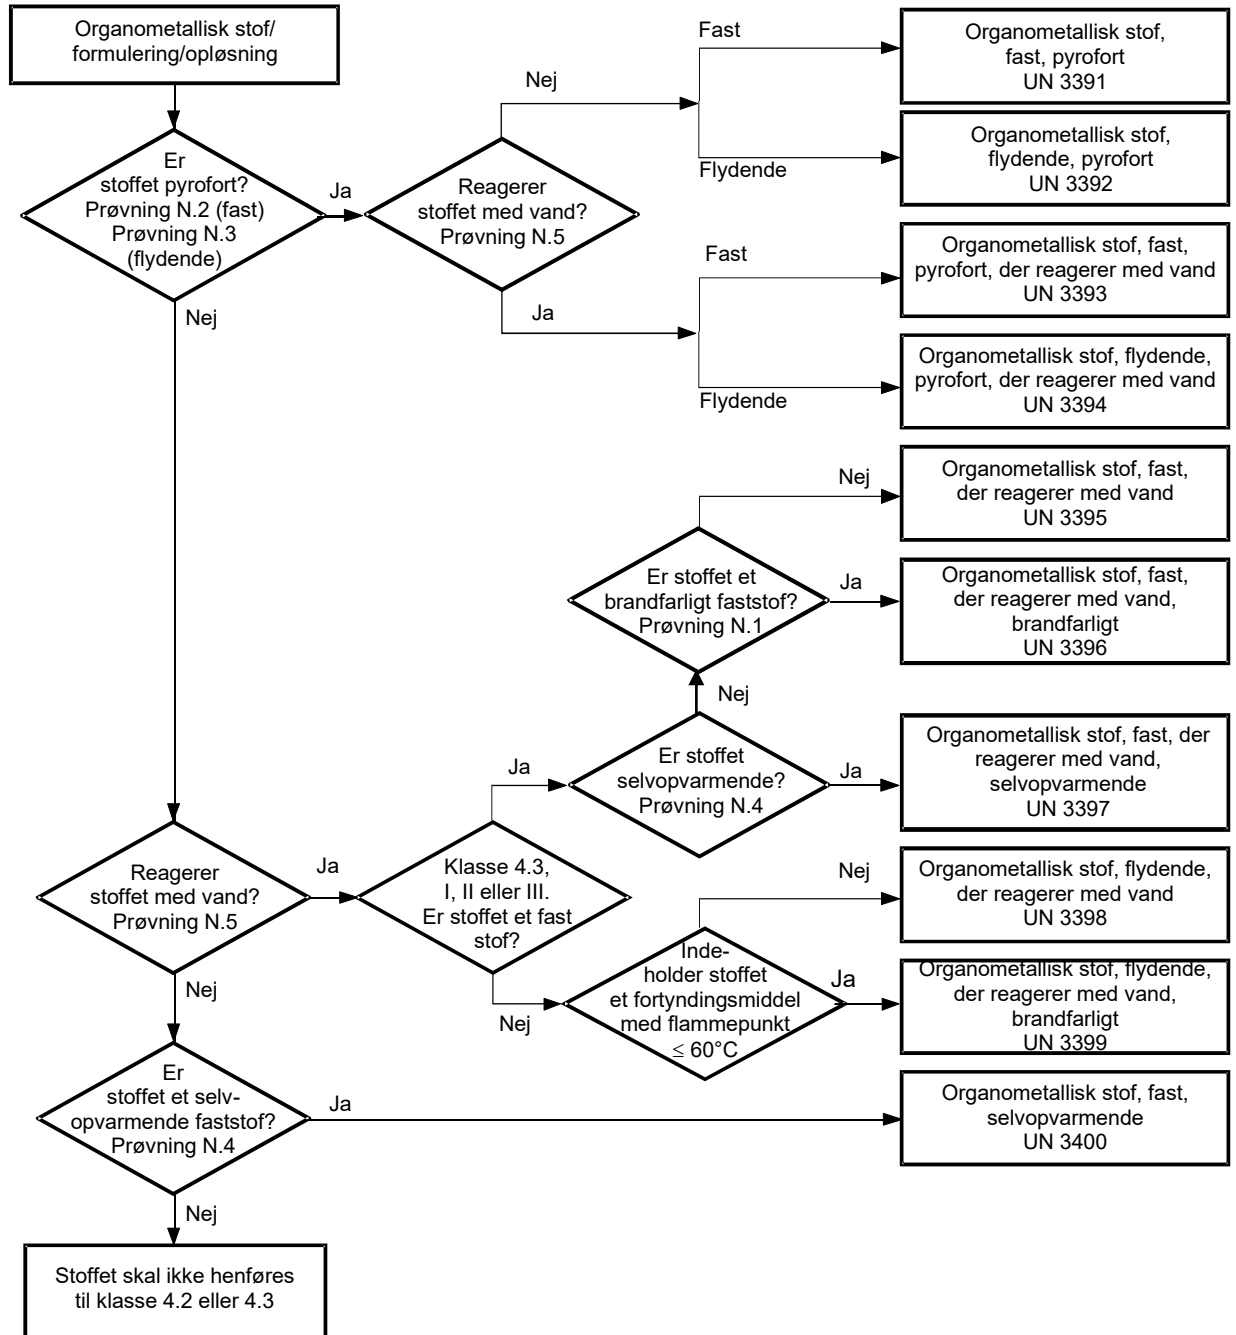 Organometallisk stof/
formulering/opløsning
Er
stoffet pyrofort?
Prøvning N.2 (fast)
Prøvning N.3
(flydende)
Ja
Nej
Reagerer
stoffet med vand?
Prøvning N.5
Nej
Ja
Fast
Flydende
Organometallisk stof,
fast, pyrofort
UN 3391
Organometallisk stof,
flydende, pyrofort
UN 3392
Fast
Flydende
Organometallisk stof, fast,
pyrofort, der reagerer med vand
UN 3393
Organometallisk stof, flydende,
pyrofort, der reagerer med vand
UN 3394
Nej
Organometallisk stof, fast,
der reagerer med vand
UN 3395
Er stoffet et
brandfarligt faststof?
Prøvning N.1
Ja
Organometallisk stof, fast,
der reagerer med vand,
brandfarligt
UN 3396
Nej
Er stoffet
selvopvarmende?
Prøvning N.4
Ja
Organometallisk stof, fast, der
reagerer med vand,
selvopvarmende
UN 3397
Ja
Reagerer
stoffet med vand?
Prøvning N.5
Ja
Klasse 4.3,
I, II eller III.
Er stoffet et fast
stof?
Nej
Nej
Organometallisk stof, flydende,
der reagerer med vand
UN 3398
Inde-
holder stoffet
et fortyndingsmiddel
med flammepunkt
≤ 60°C
Ja
Organometallisk stof, flydende,
der reagerer med vand,
brandfarligt
UN 3399
Nej
Er
stoffet et selv-
opvarmende faststof?
Prøvning N.4
Ja
Organometallisk stof, fast,
selvopvarmende
UN 3400
Nej
Stoffet skal ikke henføres
til klasse 4.2 eller 4.3